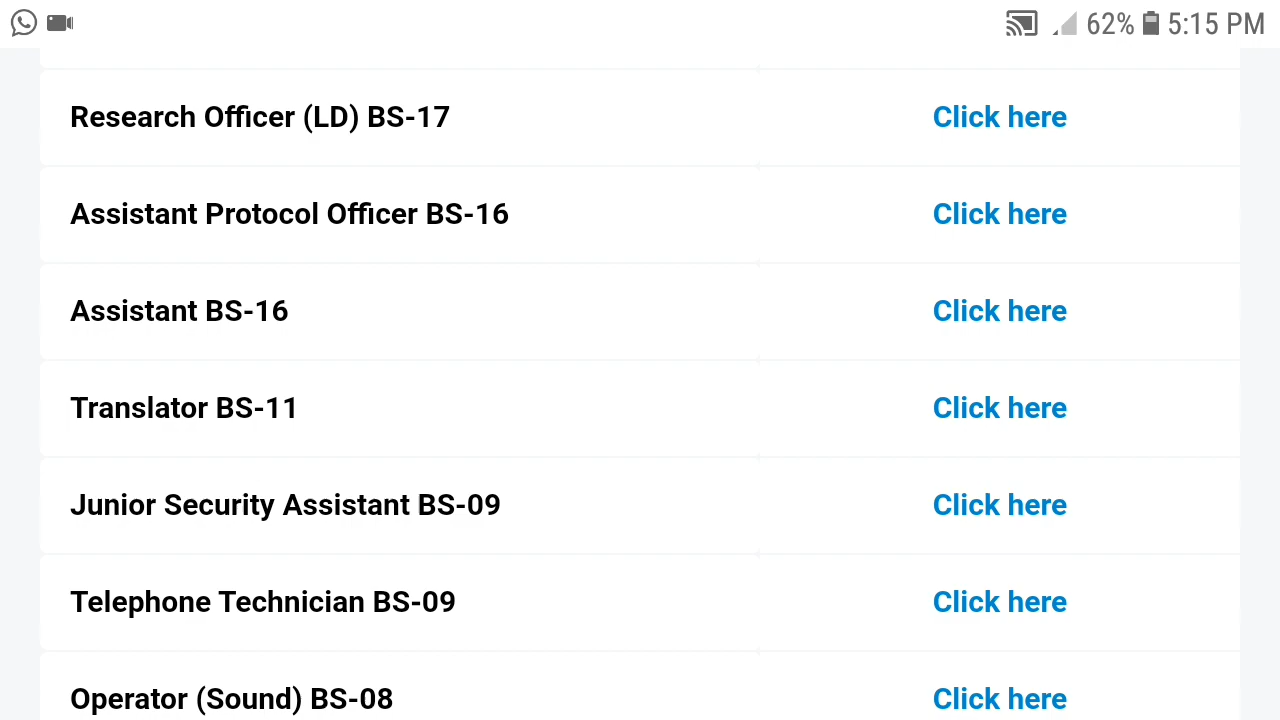 62% 5:15 PM
Research Officer (LD) BS-17 Click here
Assistant Protocol Officer BS-16 Click here
Assistant BS-16 Click here
Translator BS-11 Click here
Junior Security Assistant BS-09 Click here
Telephone Technician BS-09 Click here
Operator (Sound) BS-08 Click here